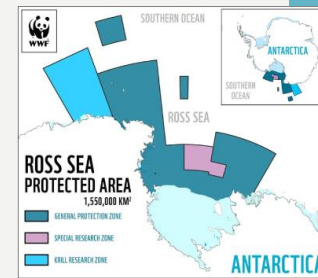 WWF
SOUTHERN OCEAN
ANTARCTICA
SOUTHERN
OCEAN
ROSS SEA
ROSS SEA
PROTECTED AREA
1,550,000 KM²
GENERAL PROTECTION ZONE
SPECIAL RESEARCH ZONE
KRILL RESEARCH ZONE
ANTARCTICA